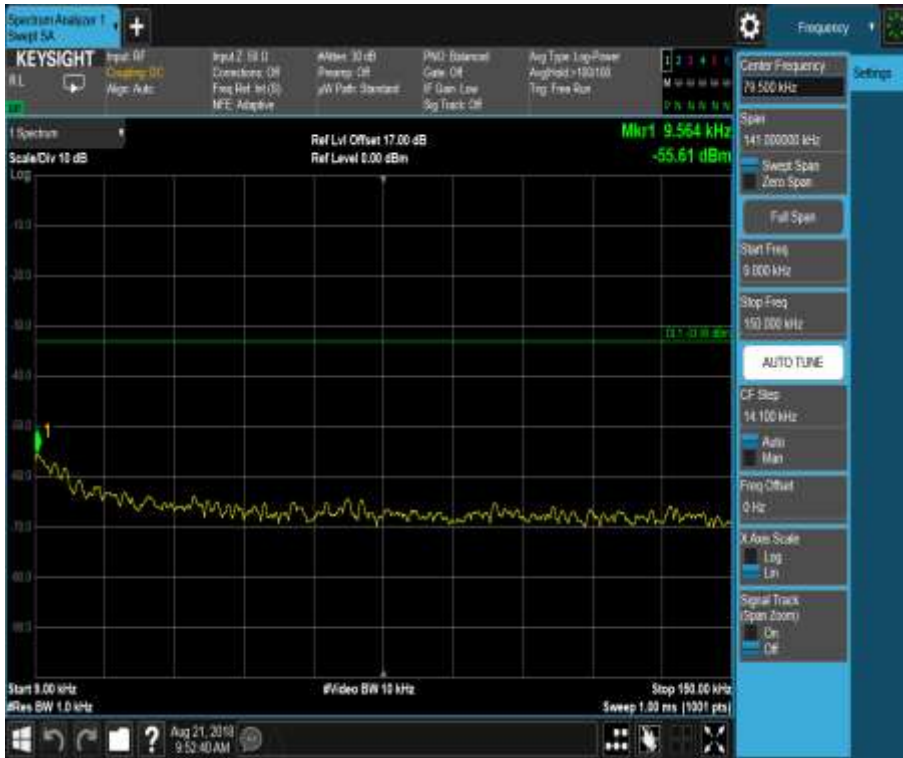 Spectrum Analyzer 1
Swept SA
Frequency
KEYSIGHT
Input: RF
Coupling: DC
Align: Auto
Input Z: 50 Ω
Corrections: Off
Freq Ref: Int (S)
NFE: Adaptive
#Atten: 30 dB
Preamp: Off
µW Path: Standard
PNO: Balanced
Gate: Off
IF Gain: Low
Sig Track: Off
Avg Type: Log-Power
Avg|Hold:>100/100
Trig: Free Run
1 Spectrum
Scale/Div 10 dB
Log
Ref Lvl Offset 17.00 dB
Ref Level 0.00 dBm
Mkr1 9.564 kHz
-55.61 dBm
1
Start 9.00 kHz
#Res BW 1.0 kHz
#Video BW 10 kHz
Stop 150.00 kHz
Sweep 1.00 ms (1001 pts)
Center Frequency
79.500 kHz
Settings
Span
141.000000 kHz
Swept Span
Zero Span
Full Span
Start Freq
9.000 kHz
Stop Freq
150.000 kHz
AUTO TUNE
CF Step
14.100 kHz
Auto
Man
Freq Offset
0 Hz
X Axis Scale
Log
Lin
Signal Track
(Span Zoom)
On
Off
?
Aug 21, 2018
9:52:40 AM